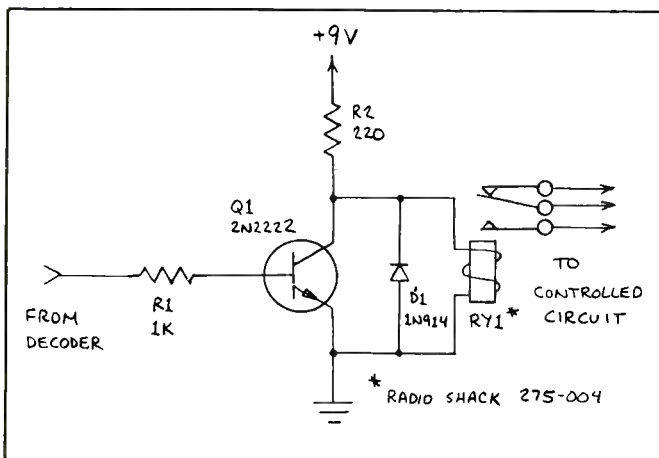 +9V
R2
220
Q1
2N2222
R1
1K
FROM
DECODER
D1
1N914
RY1*
TO
CONTROLLED
CIRCUIT
* RADIO SHACK 275-004